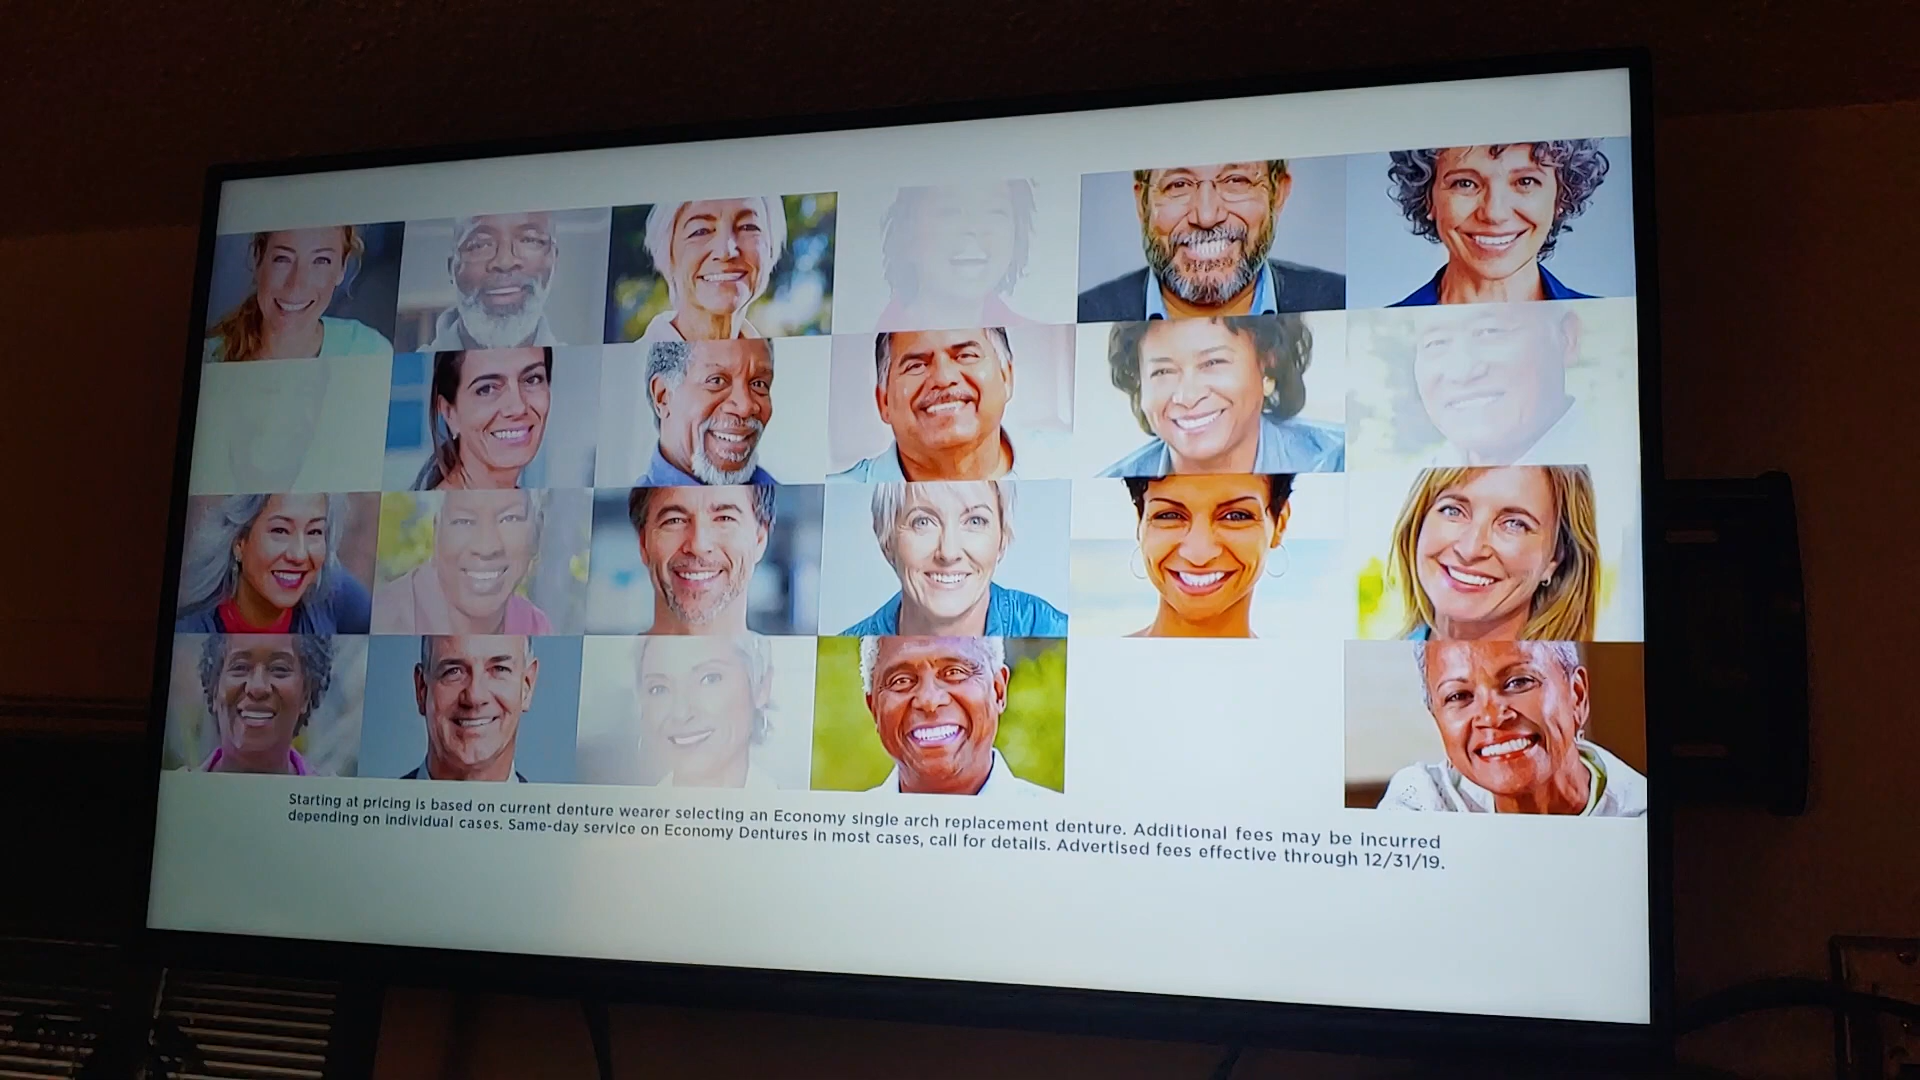 Starting at pricing is based on current denture wearer selecting an Economy single arch replacement denture. Additional fees may be incurred
depending on individual cases. Same-day service on Economy Dentures in most cases, call for details. Advertised fees effective through 12/31/19.